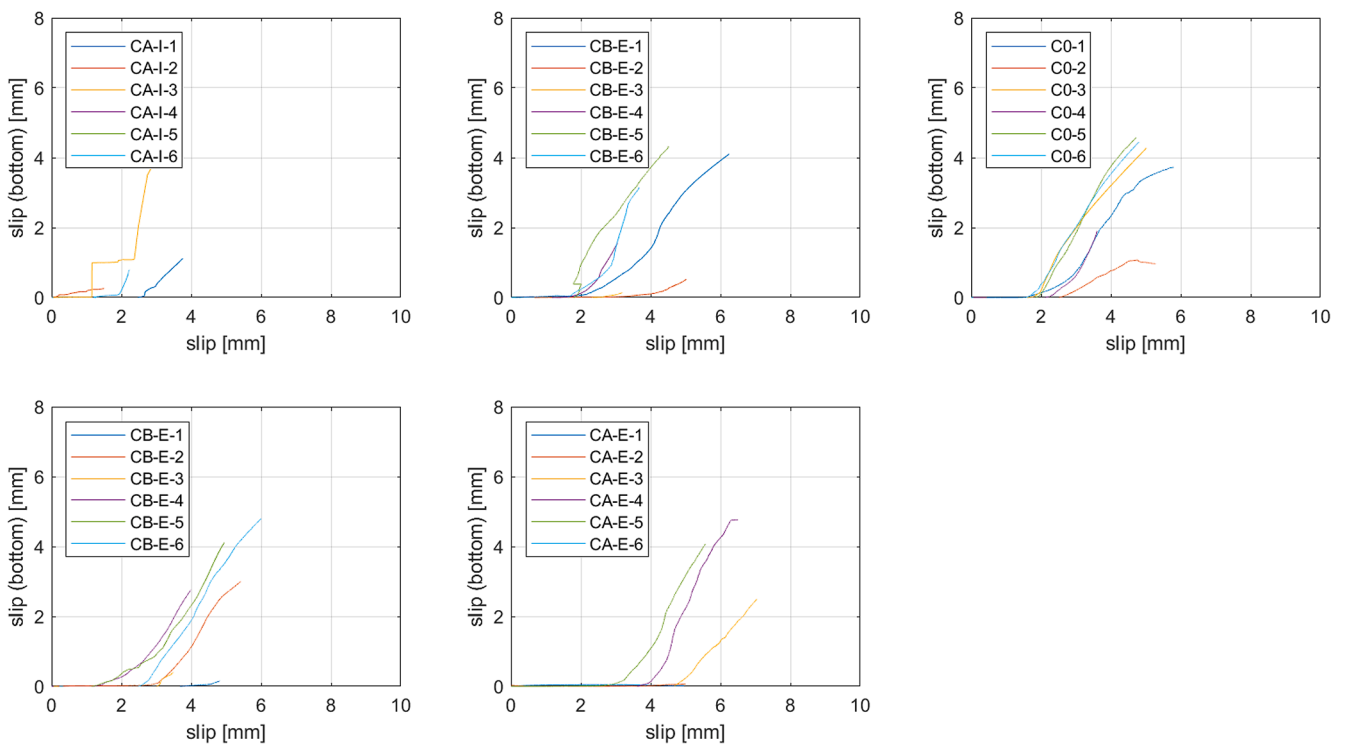 8
6
4
2
0
slip (bottom) [mm]
CA-I-1
CA-I-2
CA-I-3
CA-I-4
CA-I-5
CA-I-6
0 2 4 6 8 10
slip [mm]
8
6
4
2
0
slip (bottom) [mm]
CB-E-1
CB-E-2
CB-E-3
CB-E-4
CB-E-5
CB-E-6
0 2 4 6 8 10
slip [mm]
8
6
4
2
0
slip (bottom) [mm]
C0-1
C0-2
C0-3
C0-4
C0-5
C0-6
0 2 4 6 8 10
slip [mm]
8
6
4
2
0
slip (bottom) [mm]
CB-E-1
CB-E-2
CB-E-3
CB-E-4
CB-E-5
CB-E-6
0 2 4 6 8 10
slip [mm]
8
6
4
2
0
slip (bottom) [mm]
CA-E-1
CA-E-2
CA-E-3
CA-E-4
CA-E-5
CA-E-6
0 2 4 6 8 10
slip [mm]